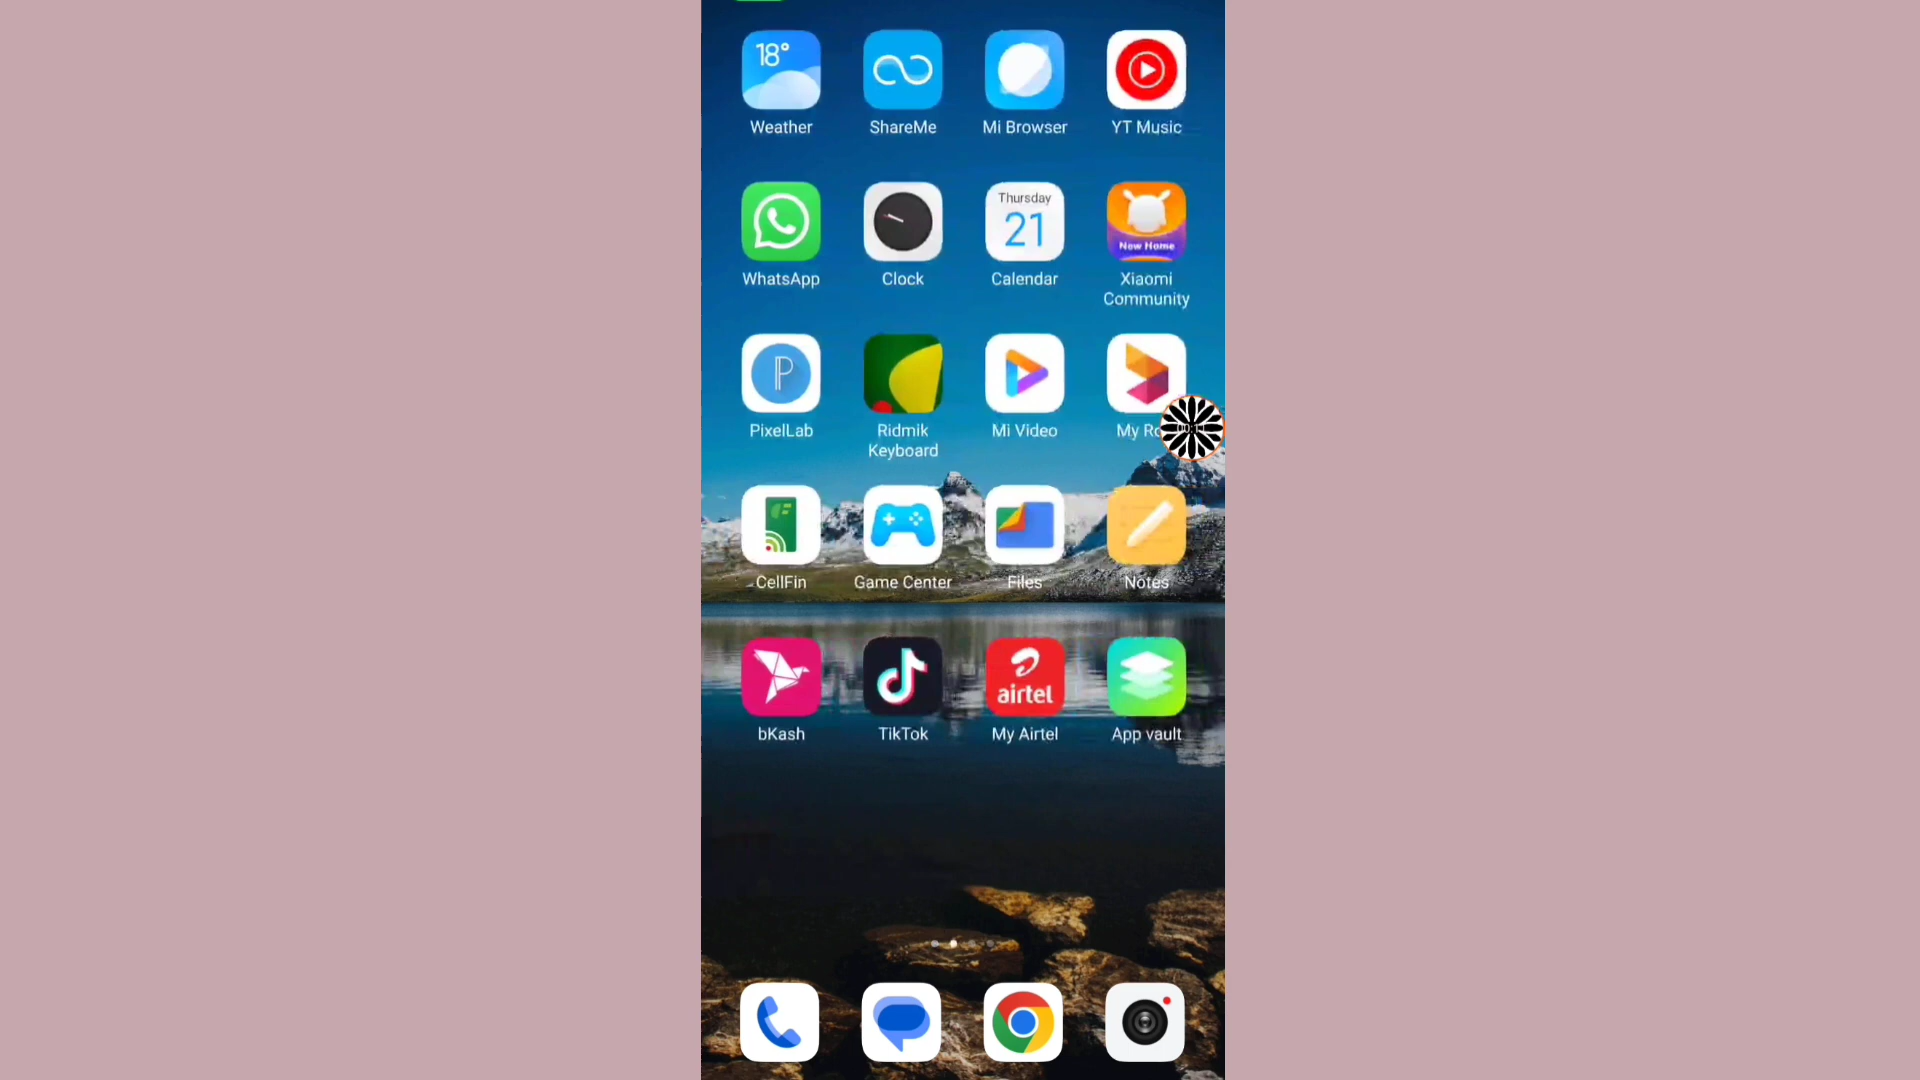 18°
Weather
ShareMe
Mi Browser
YT Music
WhatsApp
Clock
Thursday
21
Calendar
New Home
Xiaomi
Community
PixelLab
Ridmik
Keyboard
Mi Video
My
CellFin
Game Center
Files
Notes
bKash
TikTok
airtel
My Airtel
App vault